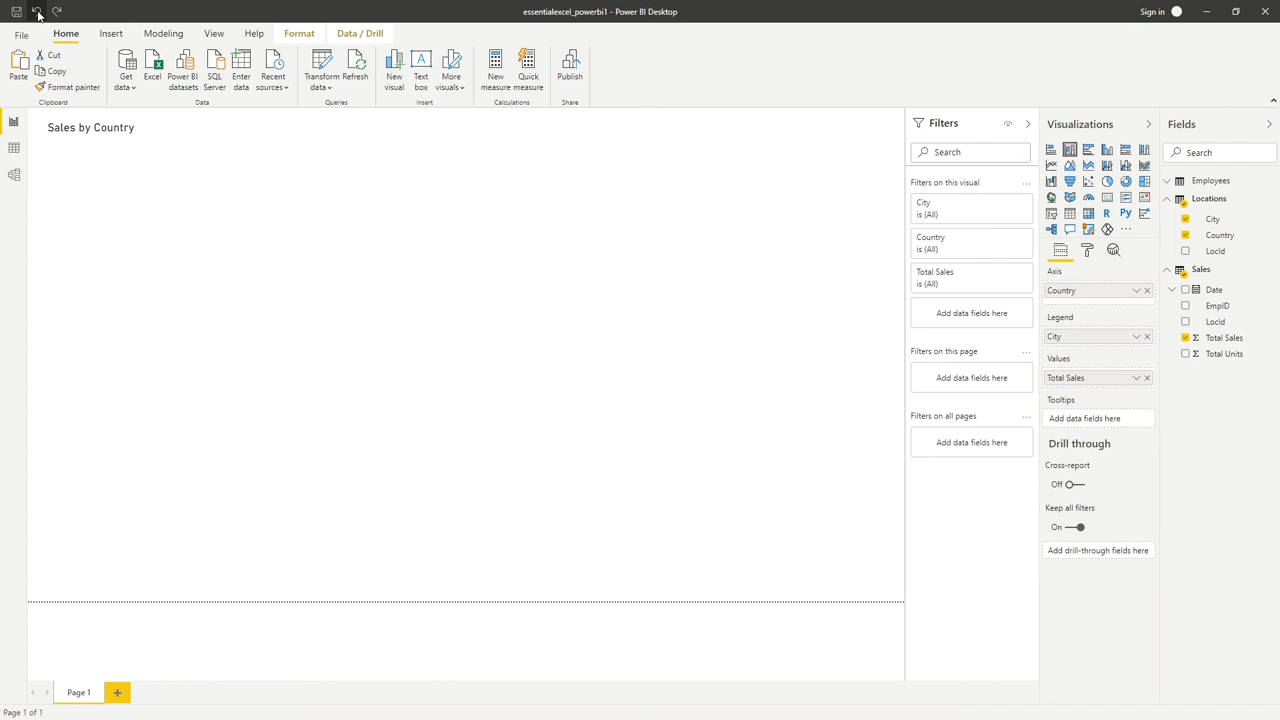 essentialexcel_powerbi1 - Power BI Desktop
Sign in
File Home Insert Modeling View Help Format Data / Drill
Paste
Cut
Copy
Format painter
Clipboard
Get data
Excel
Power BI datasets
SQL Server
Enter data
Recent sources
Data
Transform data
Refresh
Queries
New visual
Text box
More visuals
Insert
New measure
Quick measure
Calculations
Publish
Share
Sales by Country
Filters
Search
Filters on this visual
City
is (All)
Country
is (All)
Total Sales
is (All)
Add data fields here
Filters on this page
Add data fields here
Filters on all pages
Add data fields here
Visualizations
R
Py
Axis
Country
Legend
City
Values
Total Sales
Tooltips
Add data fields here
Drill through
Cross-report
Off
Keep all filters
On
Add drill-through fields here
Fields
Search
Employees
Locations
City
Country
LocId
Sales
Date
EmpID
LocId
Σ Total Sales
Σ Total Units
Page 1
Page 1 of 1